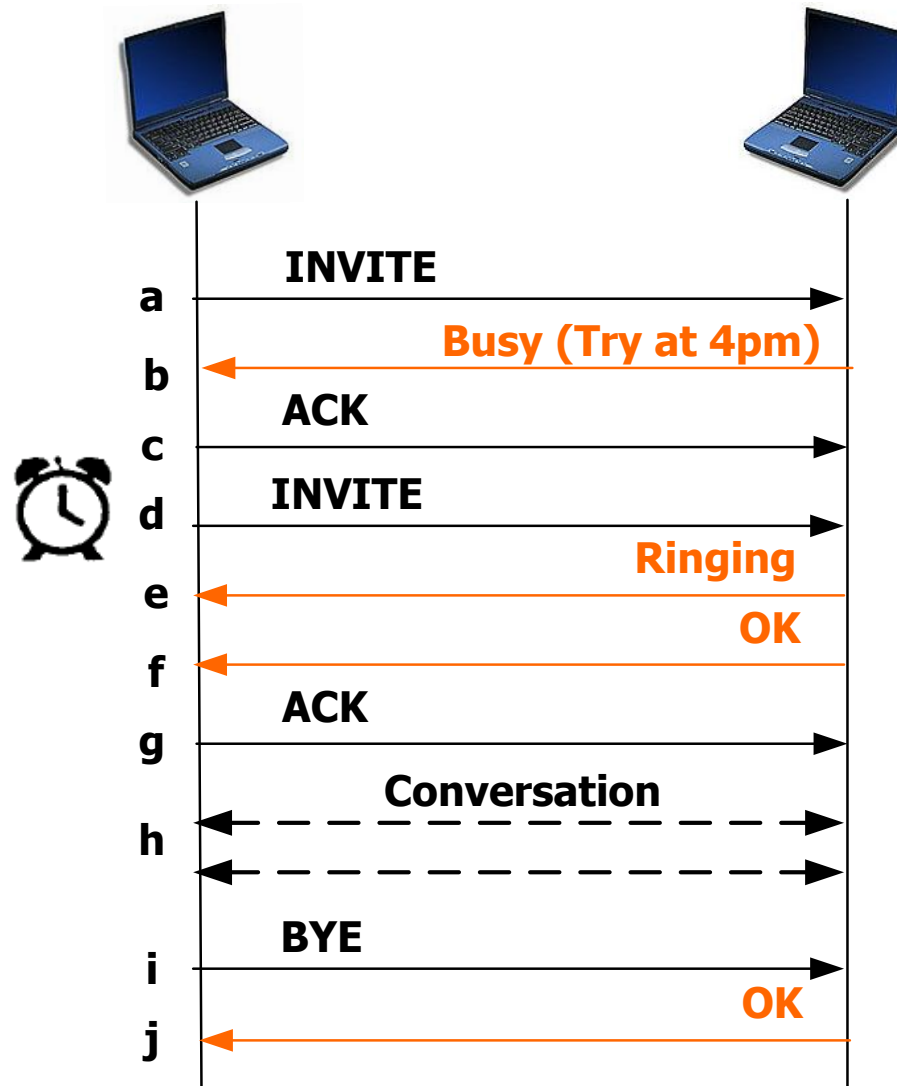 INVITE
a
Busy (Try at 4pm)
b
ACK
c
INVITE
d
Ringing
e
OK
f
ACK
g
Conversation
h
BYE
i
OK
j